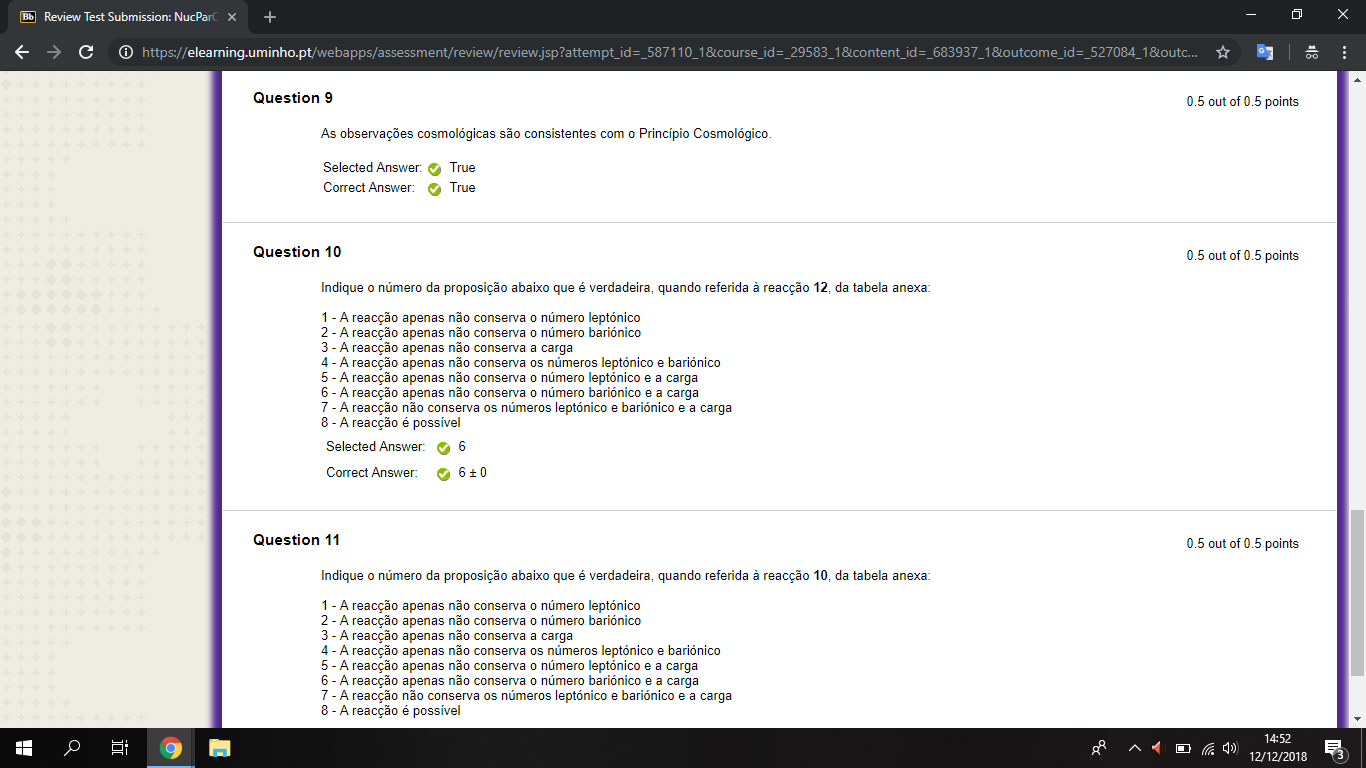 Bb Review Test Submission: NucParC
https://elearning.uminho.pt/webapps/assessment/review/review.jsp?attempt_id=_587110_1&course_id=_29583_1&content_id=_683937_1&outcome_id=_527084_1&outc...
Question 9
0.5 out of 0.5 points
As observações cosmológicas são consistentes com o Princípio Cosmológico.
Selected Answer: True
Correct Answer: True
Question 10
0.5 out of 0.5 points
Indique o número da proposição abaixo que é verdadeira, quando referida à reacção 12, da tabela anexa:
1 - A reacção apenas não conserva o número leptónico
2 - A reacção apenas não conserva o número bariónico
3 - A reacção apenas não conserva a carga
4 - A reacção apenas não conserva os números leptónico e bariónico
5 - A reacção apenas não conserva o número leptónico e a carga
6 - A reacção apenas não conserva o número bariónico e a carga
7 - A reacção não conserva os números leptónico e bariónico e a carga
8 - A reacção é possível
Selected Answer: 6
Correct Answer: 6 ± 0
Question 11
0.5 out of 0.5 points
Indique o número da proposição abaixo que é verdadeira, quando referida à reacção 10, da tabela anexa:
1 - A reacção apenas não conserva o número leptónico
2 - A reacção apenas não conserva o número bariónico
3 - A reacção apenas não conserva a carga
4 - A reacção apenas não conserva os números leptónico e bariónico
5 - A reacção apenas não conserva o número leptónico e a carga
6 - A reacção apenas não conserva o número bariónico e a carga
7 - A reacção não conserva os números leptónico e bariónico e a carga
8 - A reacção é possível
14:52
12/12/2018
3